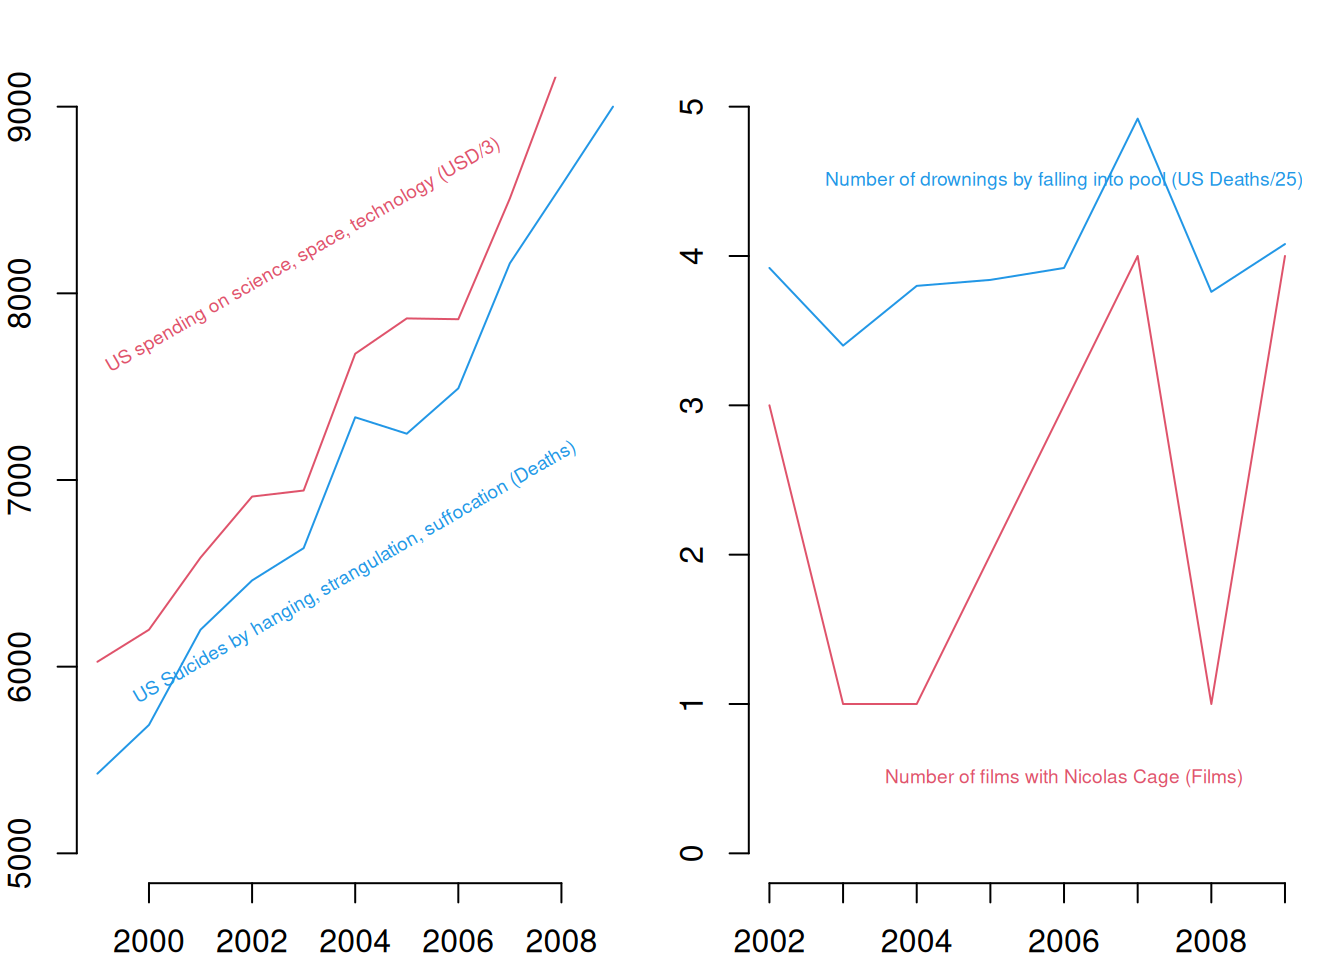 9000
8000
7000
6000
5000
US spending on science, space, technology (USD/3)
US Suicides by hanging, strangulation, suffocation (Deaths)
2000 2002 2004 2006 2008
5
4
3
2
1
0
Number of drownings by falling into pool (US Deaths/25)
Number of films with Nicolas Cage (Films)
2002 2004 2006 2008